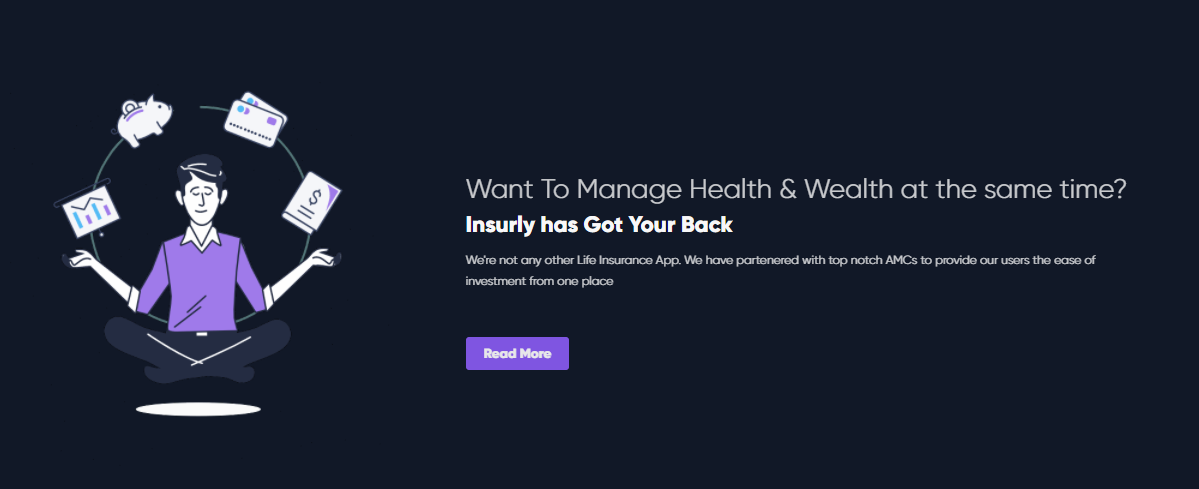 Want To Manage Health & Wealth at the same time?
Insurly has Got Your Back
We're not any other Life Insurance App. We have partenered with top notch AMCs to provide our users the ease of
investment from one place
Read More
$